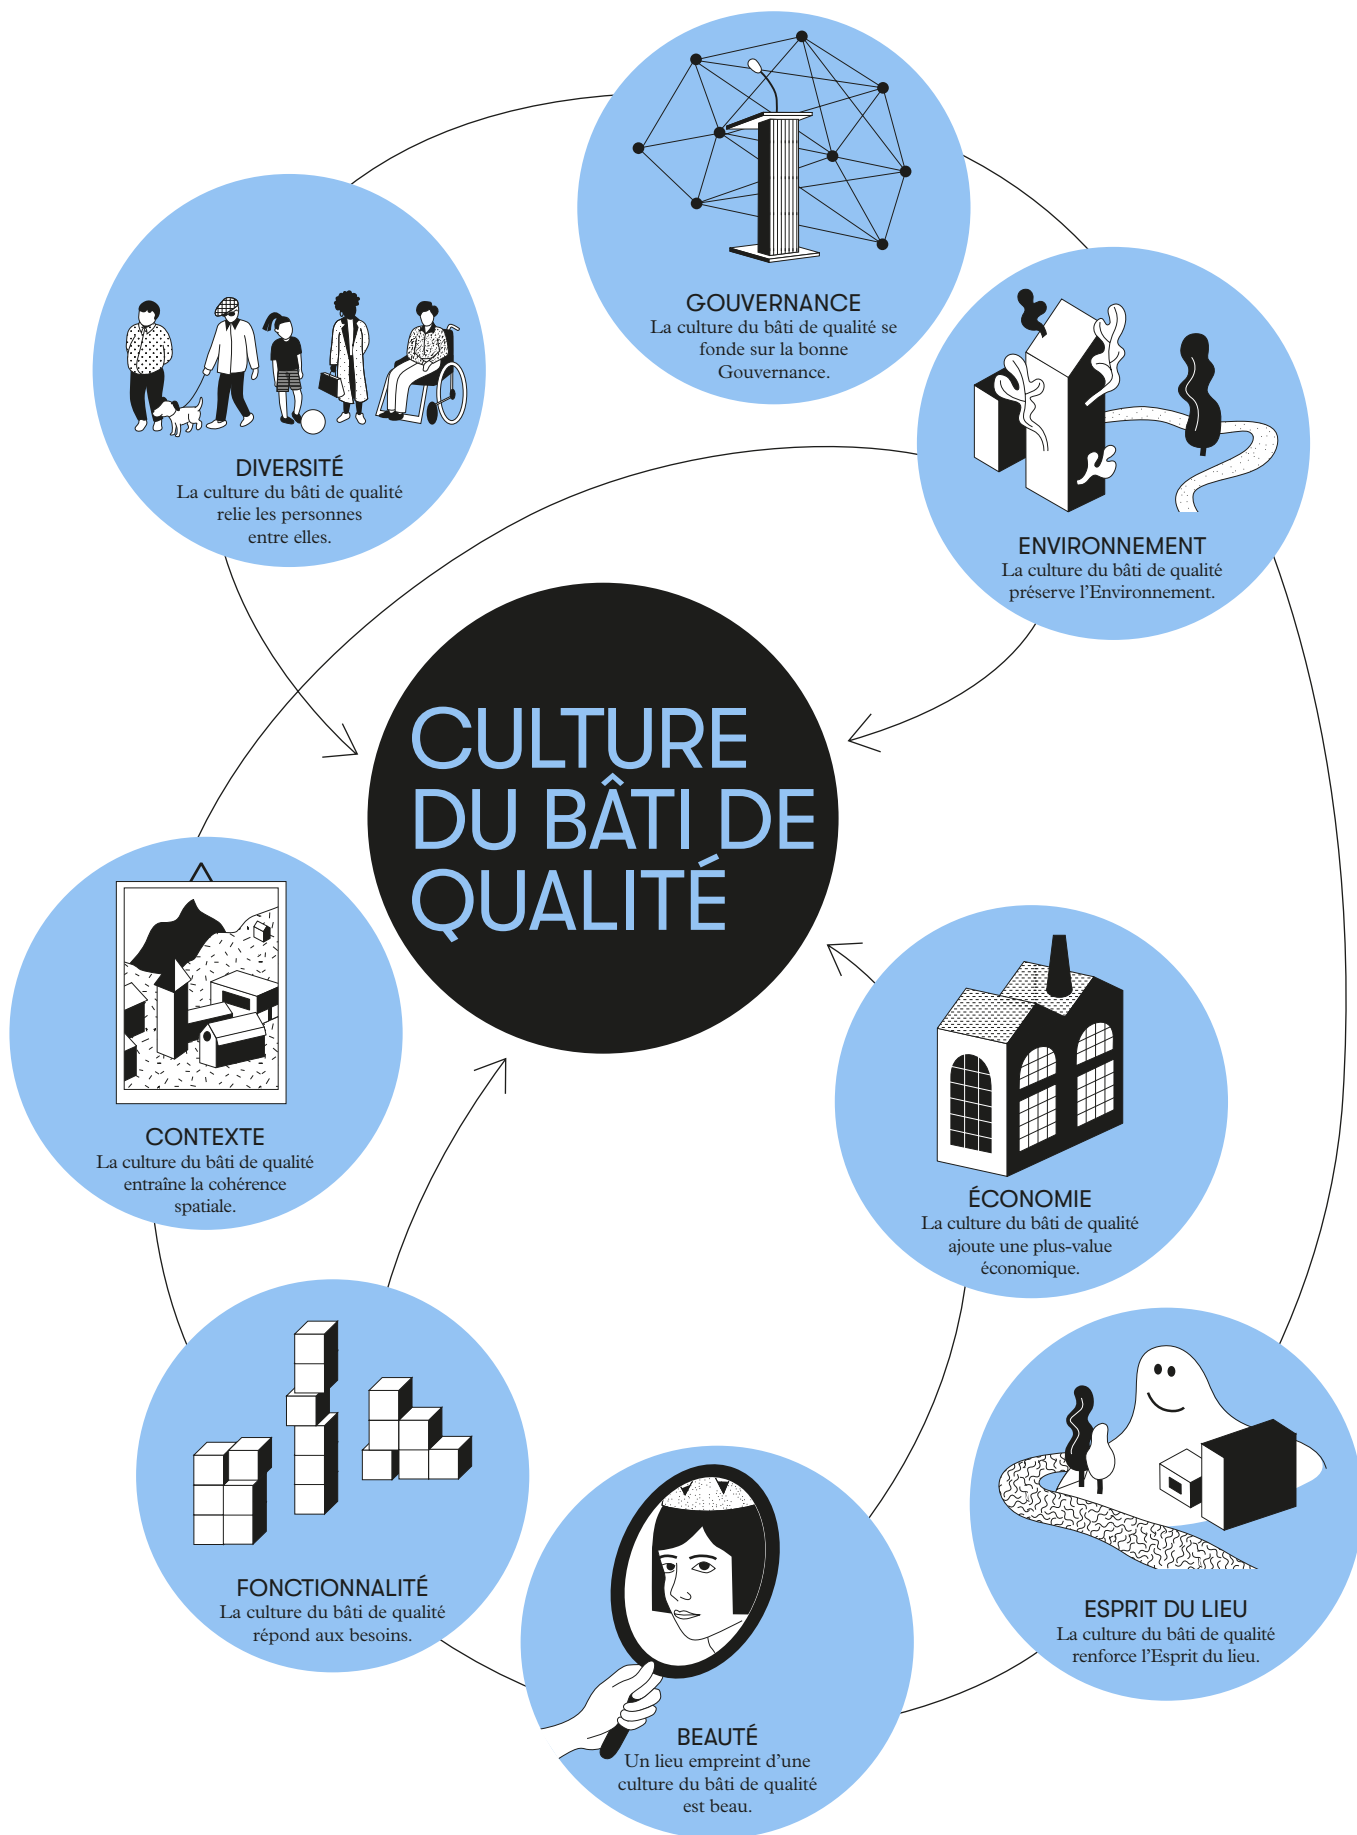 GOUVERNANCE
La culture du bâti de qualité se
fonde sur la bonne
Gouvernance.
DIVERSITÉ
La culture du bâti de qualité
relie les personnes
entre elles.
ENVIRONNEMENT
La culture du bâti de qualité
préserve l’Environnement.
CULTURE
DU BÂTI DE
QUALITÉ
CONTEXTE
La culture du bâti de qualité
entraîne la cohérence
spatiale.
ÉCONOMIE
La culture du bâti de qualité
ajoute une plus-value
économique.
FONCTIONNALITÉ
La culture du bâti de qualité
répond aux besoins.
ESPRIT DU LIEU
La culture du bâti de qualité
renforce l’Esprit du lieu.
BEAUTÉ
Un lieu empreint d’une
culture du bâti de qualité
est beau.